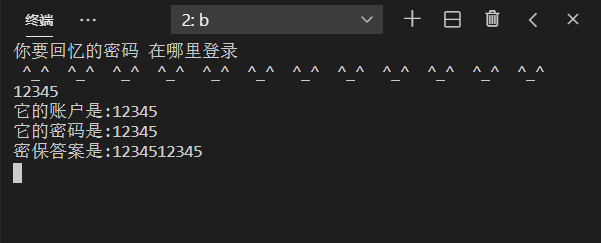 终端 ··· 2: b
你要回忆的密码 在哪里登录
^_^ ^_^ ^_^ ^_^ ^_^ ^_^ ^_^ ^_^ ^_^ ^_^ ^_^ ^_^
12345
它的账户是:12345
它的密码是:12345
密保答案是:1234512345